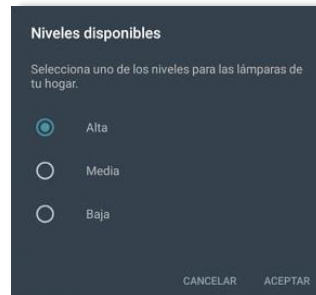 Niveles disponibles
Selecciona uno de los niveles para las lámparas de
tu hogar.
Alta
Media
Baja
CANCELAR ACEPTAR